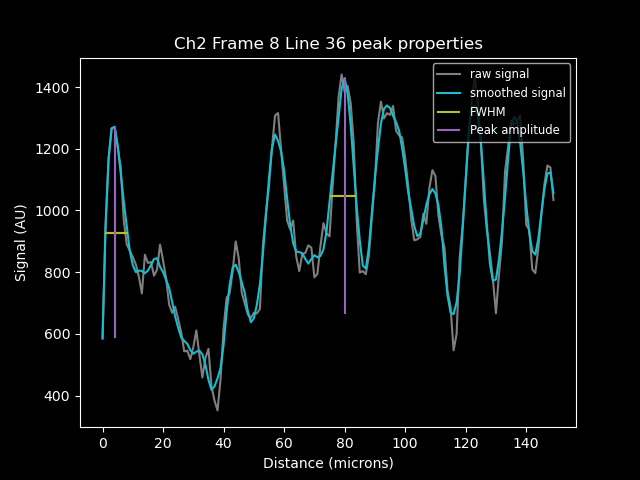 Ch2 Frame 8 Line 36 peak properties
raw signal
smoothed signal
FWHM
Peak amplitude
Signal (AU)
1400
1200
1000
800
600
400
0 20 40 60 80 100 120 140
Distance (microns)